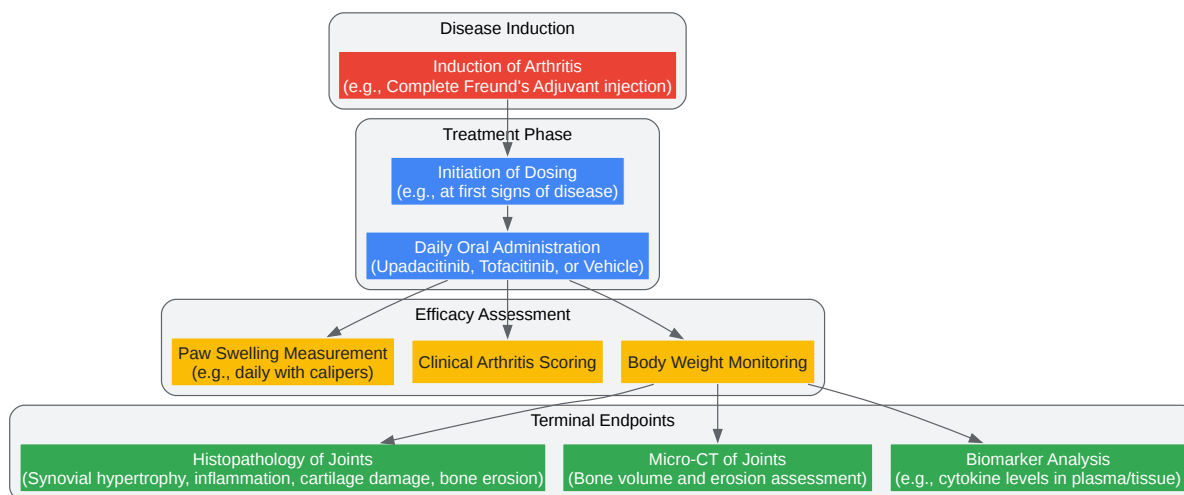 Disease Induction
Induction of Arthritis
(e.g., Complete Freund's Adjuvant injection)
Treatment Phase
Initiation of Dosing
(e.g., at first signs of disease)
Daily Oral Administration
(Upadacitinib, Tofacitinib, or Vehicle)
Efficacy Assessment
Paw Swelling Measurement
(e.g., daily with calipers)
Clinical Arthritis Scoring
Body Weight Monitoring
Terminal Endpoints
Histopathology of Joints
(Synovial hypertrophy, inflammation, cartilage damage, bone erosion)
Micro-CT of Joints
(Bone volume and erosion assessment)
Biomarker Analysis
(e.g., cytokine levels in plasma/tissue)